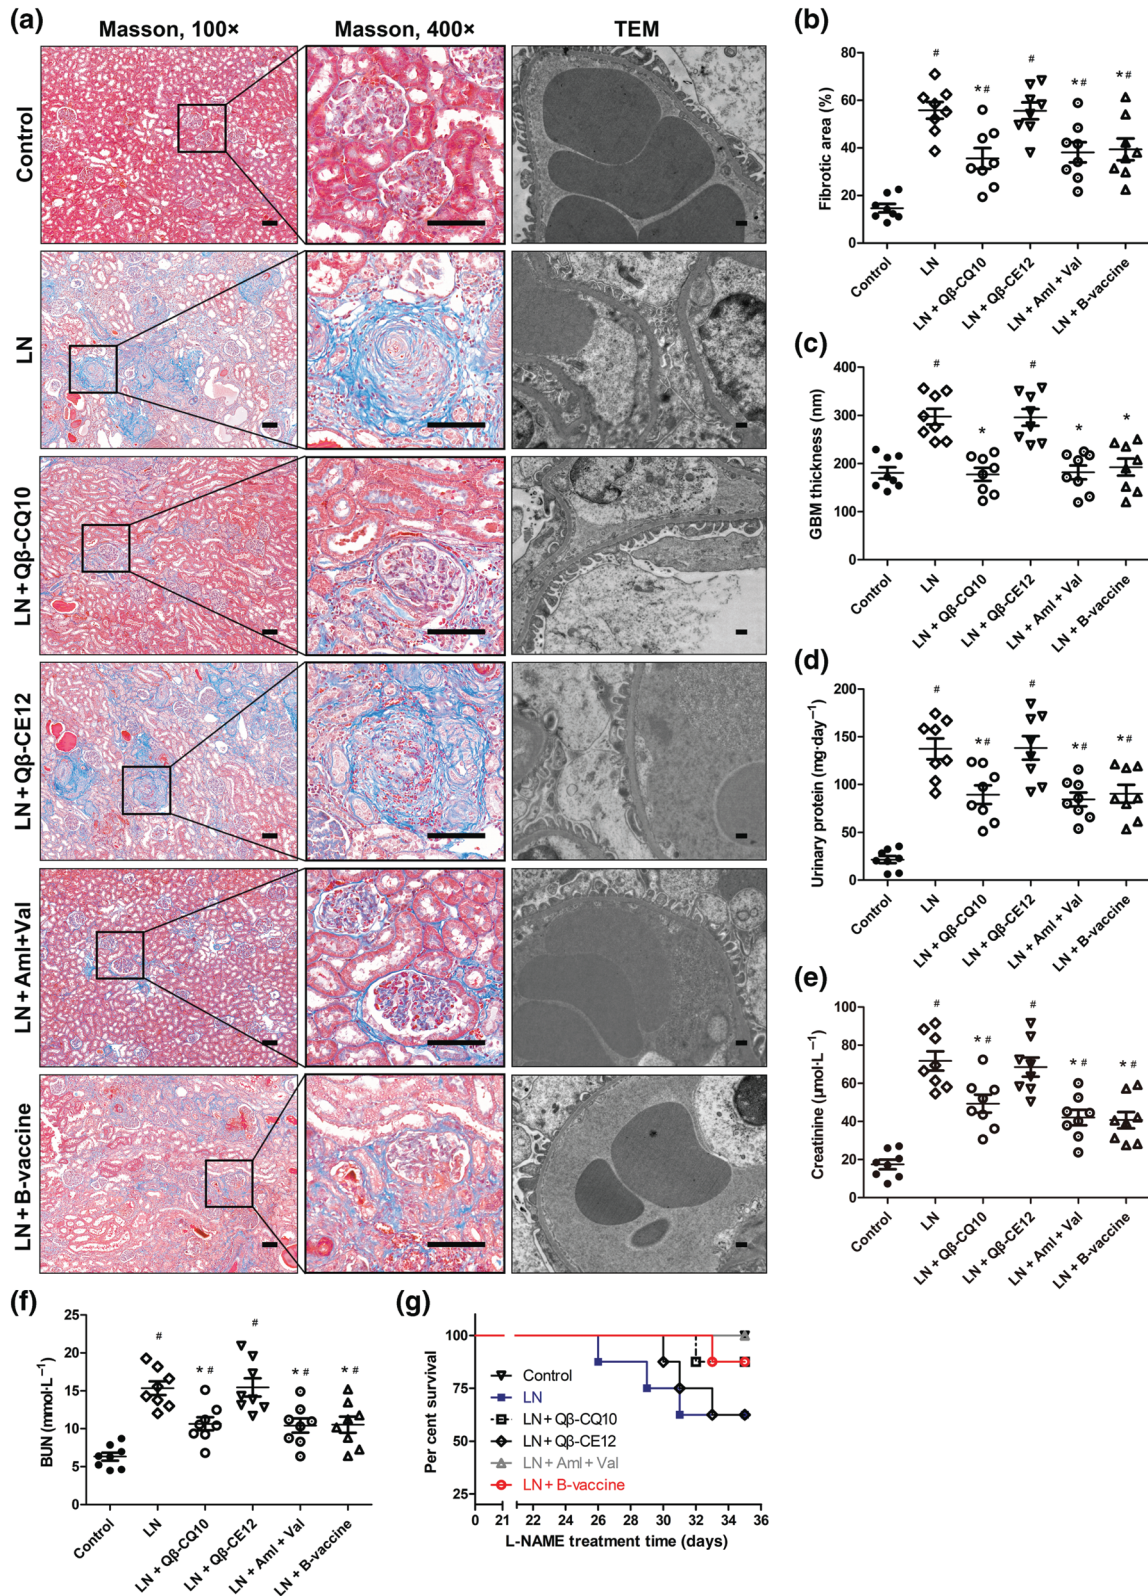 (a)
Masson, 100×
Masson, 400×
TEM
Control
LN
LN + Qβ-CQ10
LN + Qβ-CE12
LN + Aml+Val
LN + B-vaccine
(b)
Fibrotic area (%)
80
60
40
20
0
#
* #
#
* #
* #
Control
LN
LN + Qβ-CQ10
LN + Qβ-CE12
LN + Aml + Val
LN + B-vaccine
(c)
GBM thickness (nm)
400
300
200
100
0
#
*
#
*
*
Control
LN
LN + Qβ-CQ10
LN + Qβ-CE12
LN + Aml + Val
LN + B-vaccine
(d)
Urinary protein (mg·day⁻¹)
200
150
100
50
0
#
* #
#
* #
* #
Control
LN
LN + Qβ-CQ10
LN + Qβ-CE12
LN + Aml + Val
LN + B-vaccine
(e)
Creatinine (µmol·L⁻¹)
100
80
60
40
20
0
#
* #
#
* #
* #
Control
LN
LN + Qβ-CQ10
LN + Qβ-CE12
LN + Aml + Val
LN + B-vaccine
(f)
BUN (mmol·L⁻¹)
25
20
15
10
5
0
#
* #
#
* #
* #
Control
LN
LN + Qβ-CQ10
LN + Qβ-CE12
LN + Aml + Val
LN + B-vaccine
(g)
Per cent survival
100
75
50
25
Control
LN
LN + Qβ-CQ10
LN + Qβ-CE12
LN + Aml + Val
LN + B-vaccine
0 21 22 24 26 28 30 32 34 36
L-NAME treatment time (days)